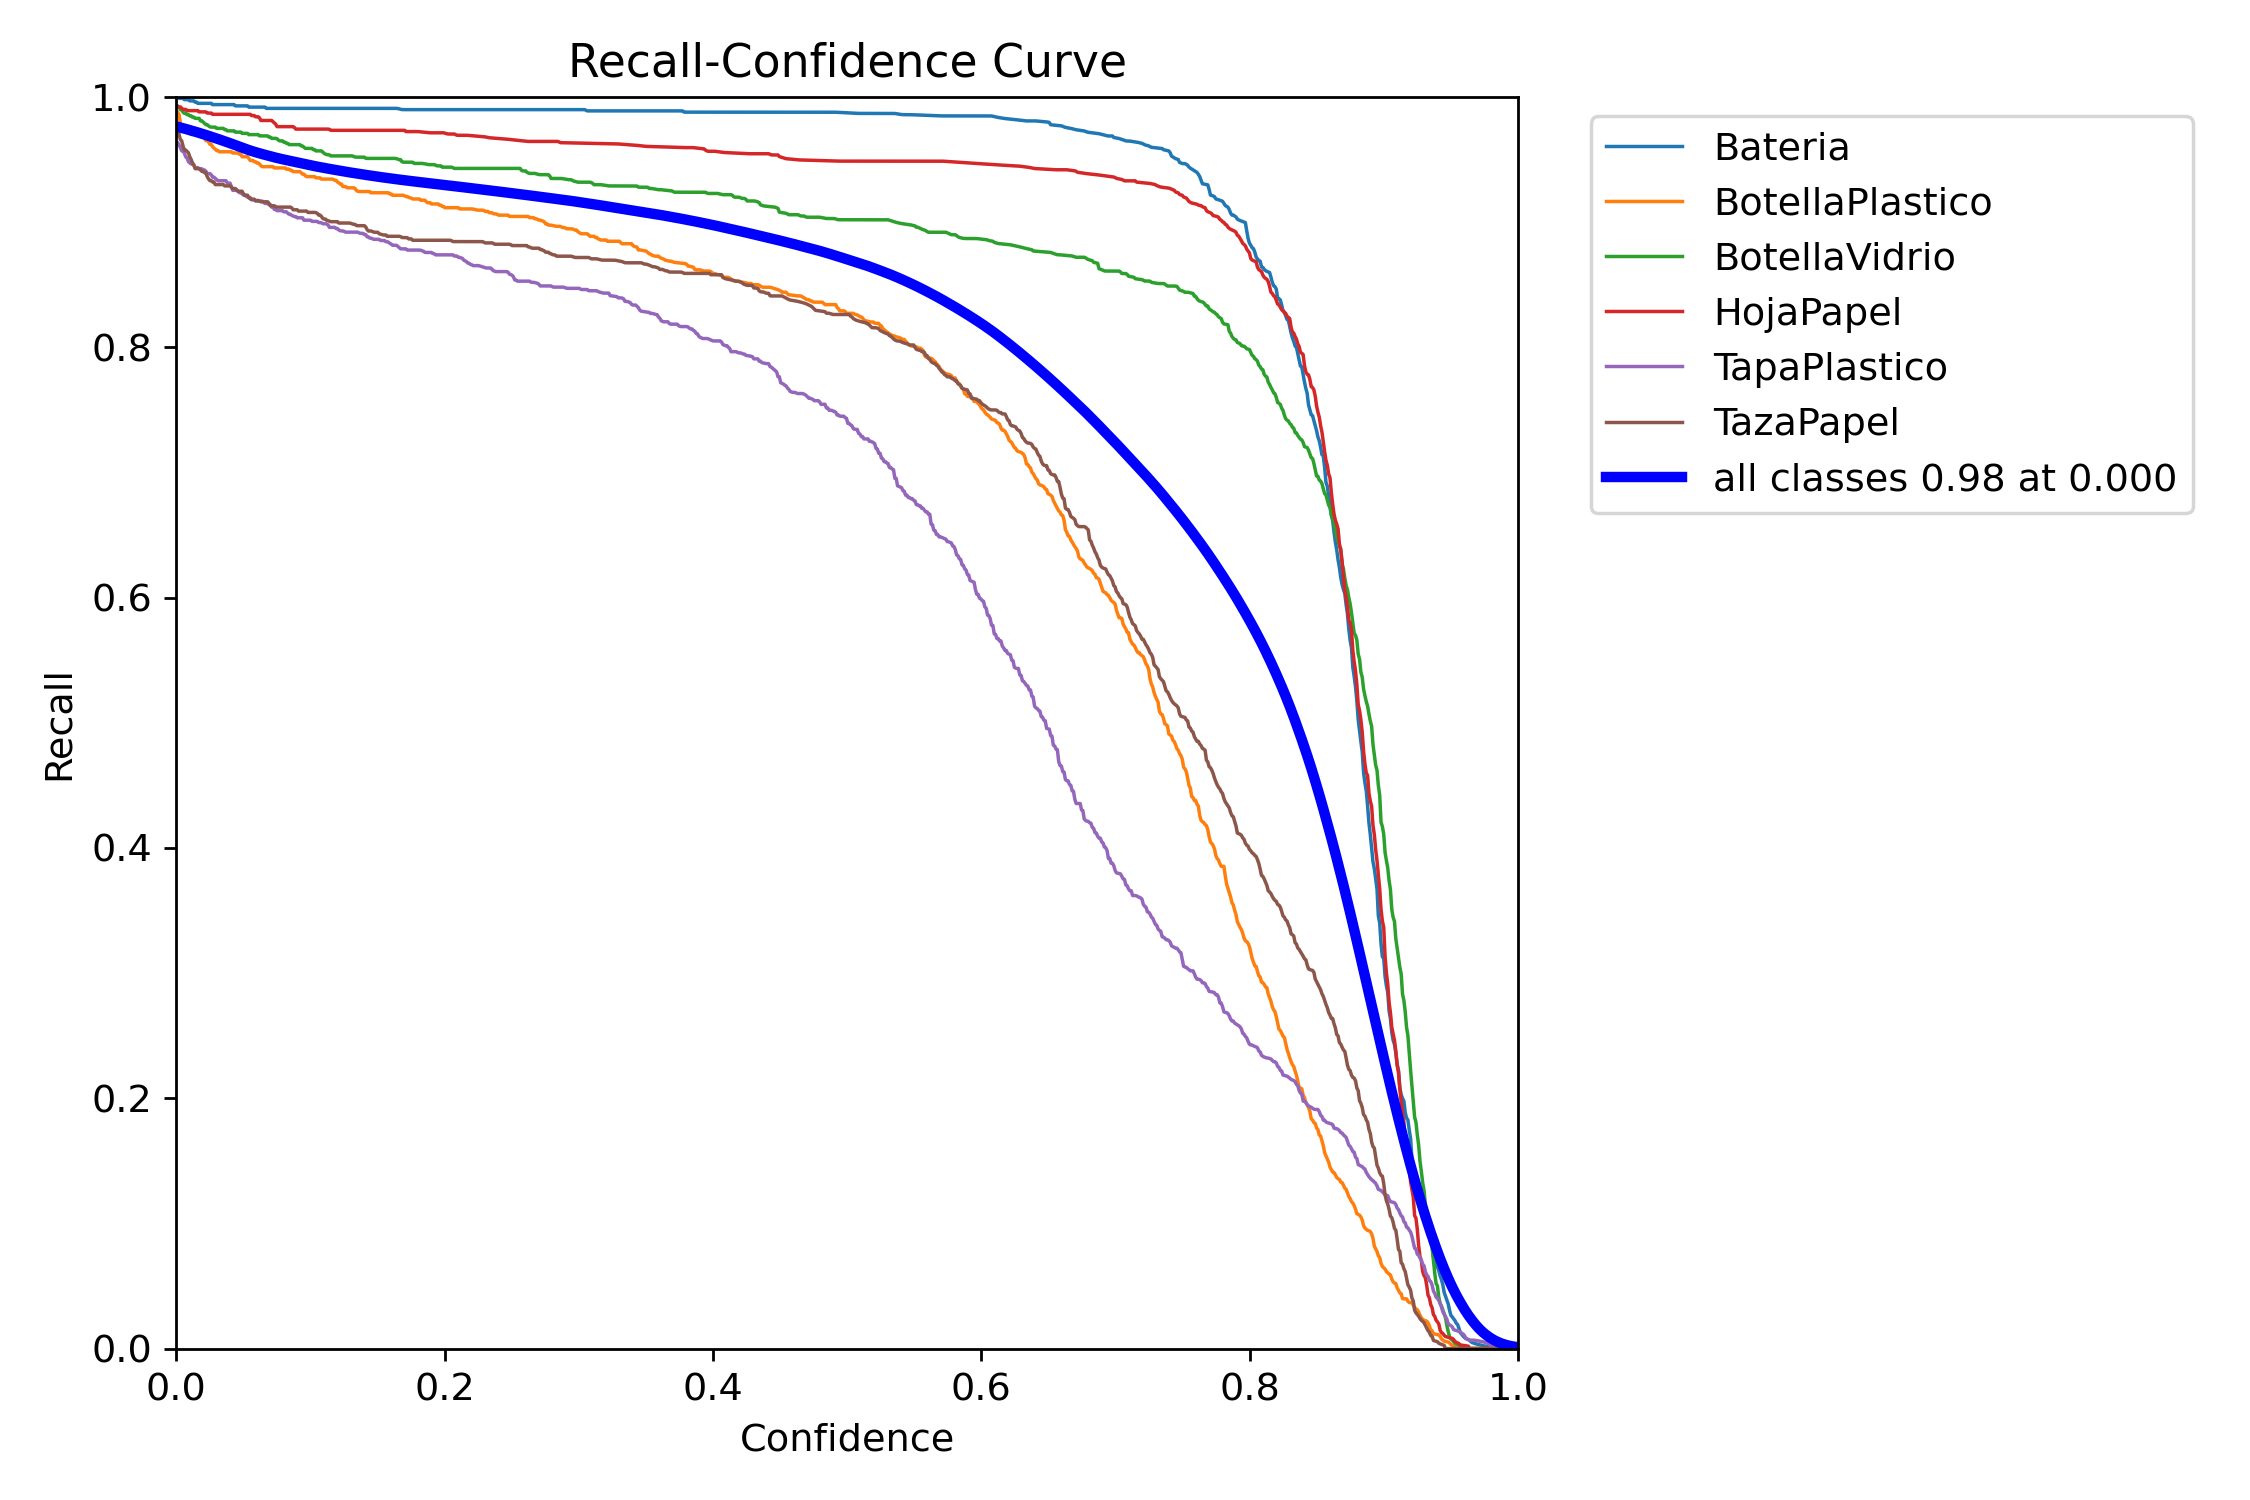 Recall-Confidence Curve
1.0
0.8
0.6
0.4
0.2
0.0
Recall
0.0 0.2 0.4 0.6 0.8 1.0
Confidence
Bateria
BotellaPlastico
BotellaVidrio
HojaPapel
TapaPlastico
TazaPapel
all classes 0.98 at 0.000